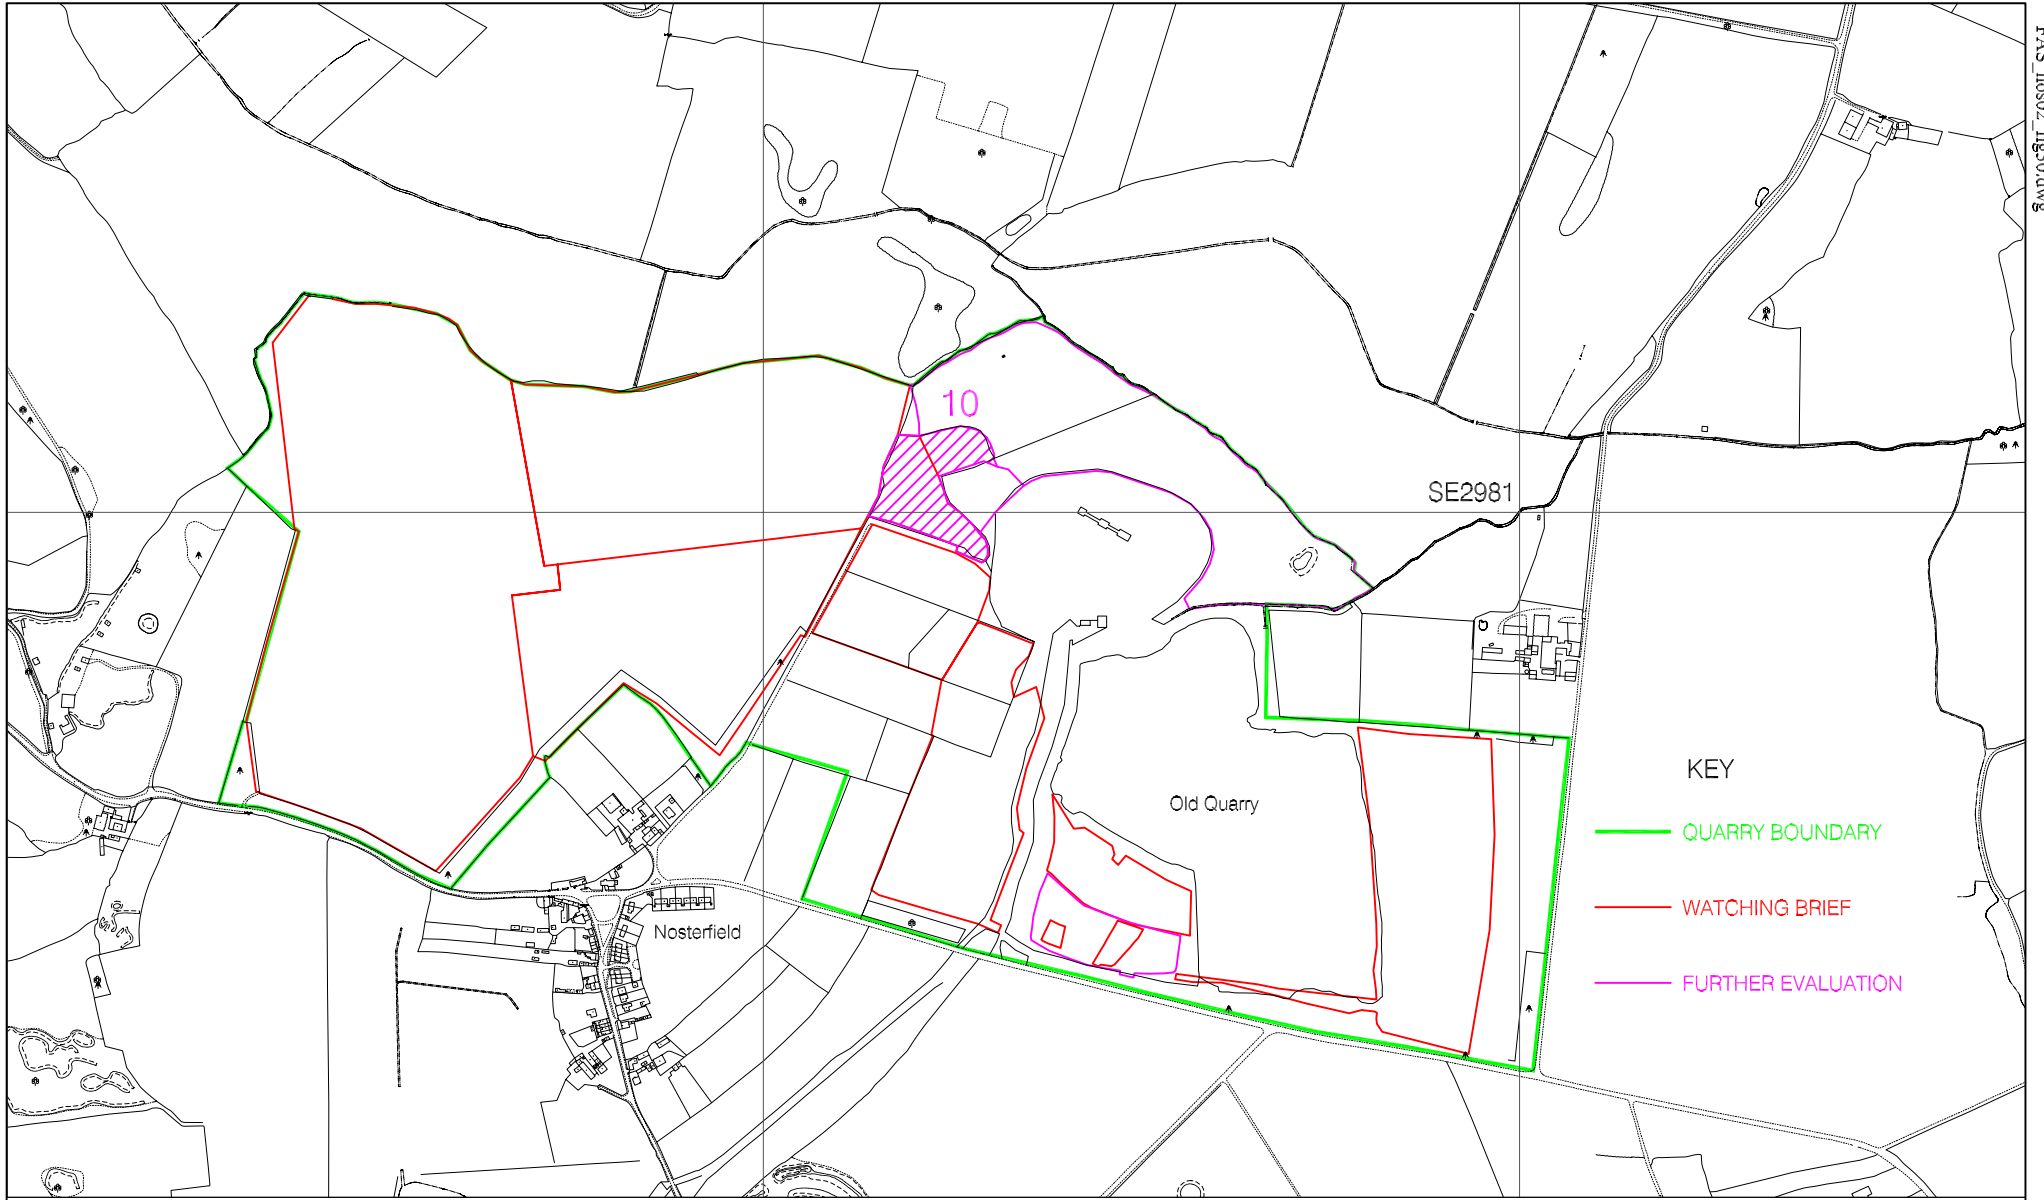 10
SE2981
KEY
Old Quarry
QUARRY BOUNDARY
WATCHING BRIEF
Nosterfield
FURTHER EVALUATION